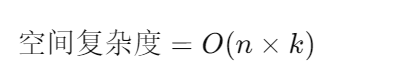 空间复杂度 = O(n × k)